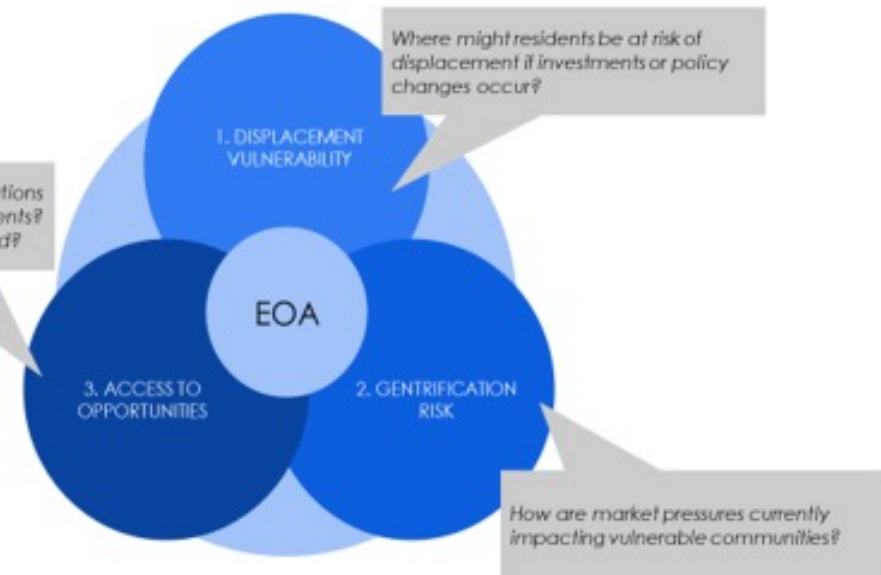 Where might residents be at risk of
displacement if investments or policy
changes occur?
1. DISPLACEMENT
VULNERABILITY
EOA
3. ACCESS TO
OPPORTUNITIES
2. GENTRIFICATION
RISK
How are market pressures currently
impacting vulnerable communities?